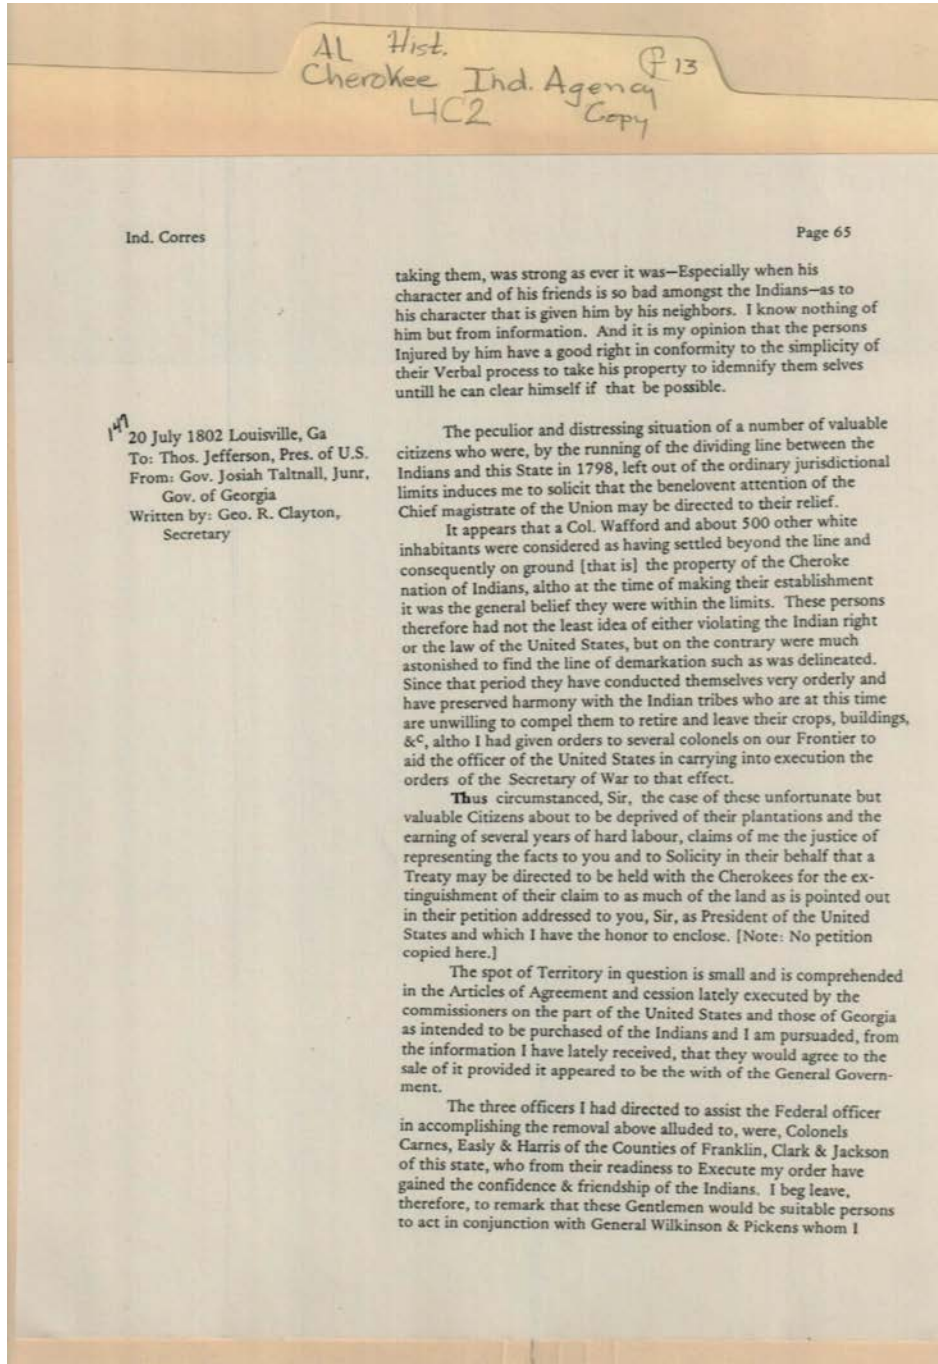 AL Hist.
Cherokee Ind. Agency
F 13
4C2 Copy
Ind. Corres
Page 65
taking them, was strong as ever it was—Especially when his
character and of his friends is so bad amongst the Indians—as to
his character that is given him by his neighbors. I know nothing of
him but from information. And it is my opinion that the persons
Injured by him have a good right in conformity to the simplicity of
their Verbal process to take his property to idemnify them selves
untill he can clear himself if that be possible.
147
20 July 1802 Louisville, Ga
To: Thos. Jefferson, Pres. of U.S.
From: Gov. Josiah Taltnall, Junr,
Gov. of Georgia
Written by: Geo. R. Clayton,
Secretary
The peculior and distressing situation of a number of valuable
citizens who were, by the running of the dividing line between the
Indians and this State in 1798, left out of the ordinary jurisdictional
limits induces me to solicit that the benelovent attention of the
Chief magistrate of the Union may be directed to their relief.
It appears that a Col. Wafford and about 500 other white
inhabitants were considered as having settled beyond the line and
consequently on ground [that is] the property of the Cheroke
nation of Indians, altho at the time of making their establishment
it was the general belief they were within the limits. These persons
therefore had not the least idea of either violating the Indian right
or the law of the United States, but on the contrary were much
astonished to find the line of demarkation such as was delineated.
Since that period they have conducted themselves very orderly and
have preserved harmony with the Indian tribes who are at this time
are unwilling to compel them to retire and leave their crops, buildings,
&c, altho I had given orders to several colonels on our Frontier to
aid the officer of the United States in carrying into execution the
orders of the Secretary of War to that effect.
Thus circumstanced, Sir, the case of these unfortunate but
valuable Citizens about to be deprived of their plantations and the
earning of several years of hard labour, claims of me the justice of
representing the facts to you and to Solicity in their behalf that a
Treaty may be directed to be held with the Cherokees for the ex-
tinguishment of their claim to as much of the land as is pointed out
in their petition addressed to you, Sir, as President of the United
States and which I have the honor to enclose. [Note: No petition
copied here.]
The spot of Territory in question is small and is comprehended
in the Articles of Agreement and cession lately executed by the
commissioners on the part of the United States and those of Georgia
as intended to be purchased of the Indians and I am pursuaded, from
the information I have lately received, that they would agree to the
sale of it provided it appeared to be the with of the General Govern-
ment.
The three officers I had directed to assist the Federal officer
in accomplishing the removal above alluded to, were, Colonels
Carnes, Easly & Harris of the Counties of Franklin, Clark & Jackson
of this state, who from their readiness to Execute my order have
gained the confidence & friendship of the Indians. I beg leave,
therefore, to remark that these Gentlemen would be suitable persons
to act in conjunction with General Wilkinson & Pickens whom I